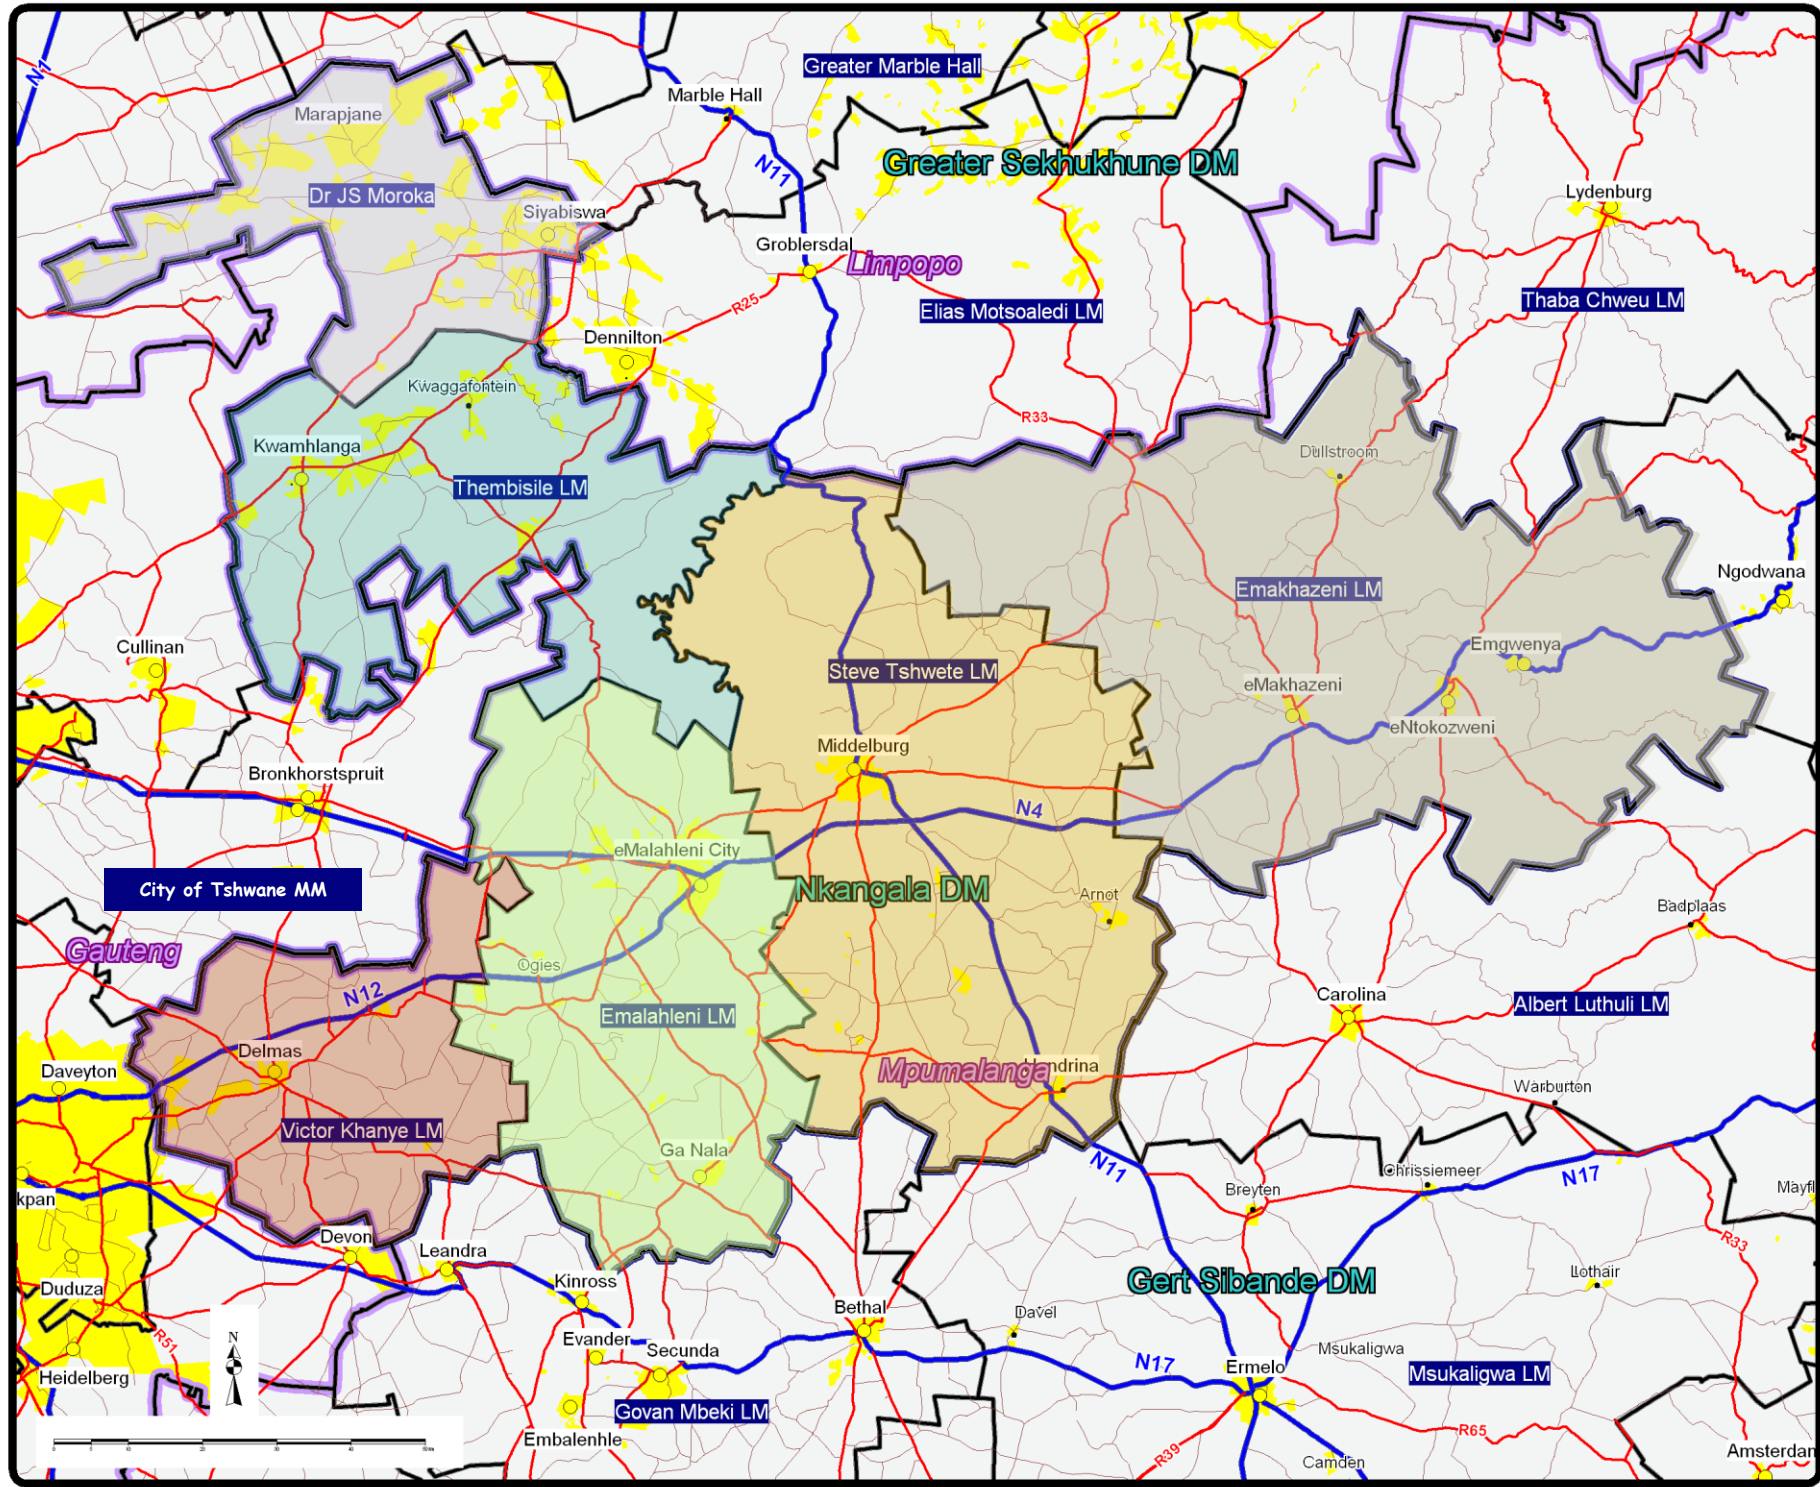 N1
Greater Marble Hall
Marble Hall
Marapjane
N11
Greater Sekhukhune DM
Dr JS Moroka
Lydenburg
Siyabiswa
Groblersdal
Limpopo
R25
Elias Motsoaledi LM
Thaba Chweu LM
Dennilton
Kwaggafontein
R33
Kwamhlanga
Dullstroom
Thembisile LM
Ngodwana
Emakhazeni LM
Cullinan
Emgwenya
Steve Tshwete LM
eMakhazeni
eNtokozweni
Middelburg
Bronkhorstspruit
N4
eMalahleni City
City of Tshwane MM
Nkangala DM
Arnot
Badplaas
Gauteng
Ogies
N12
Carolina
Albert Luthuli LM
Emalahleni LM
Delmas
Daveyton
Mpumalanga
Hendrina
Warburton
Victor Khanye LM
Ga Nala
N11
Chrissiemeer
N17
kpan
Breyten
Mayfl
Devon
Leandra
R33
Duduza
Kinross
Gert Sibande DM
Lothair
Bethal
Davel
R51
N
Evander
Secunda
Msukaligwa
N17
Ermelo
Heidelberg
Msukaligwa LM
Govan Mbeki LM
Embalenhle
R65
R39
Amsterdam
Camden